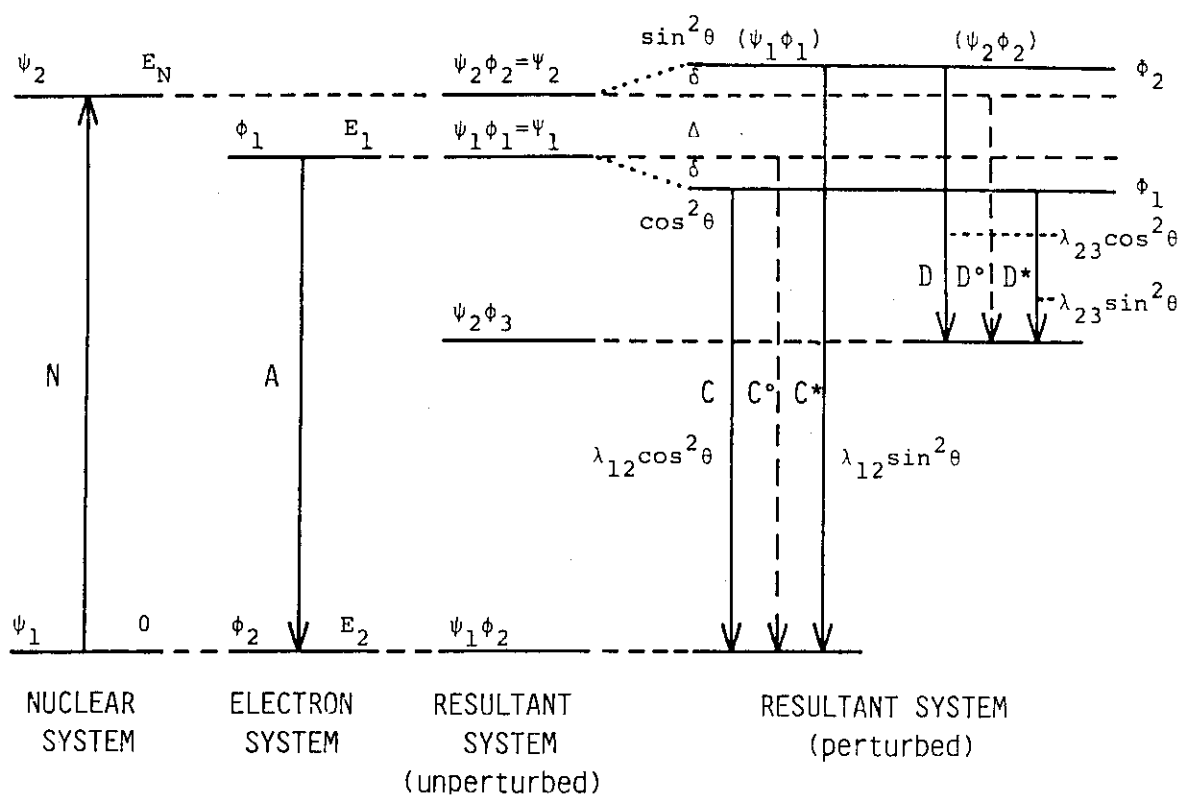 sin²θ (ψ₁ϕ₁) (ψ₂ϕ₂)
ψ₂ E_N ψ₂ϕ₂=Ψ₂ δ Φ₂
ϕ₁ E₁ ψ₁ϕ₁=Ψ₁ Δ
δ Φ₁
cos²θ
λ₂₃cos²θ
D D° D*
λ₂₃sin²θ
ψ₂ϕ₃
N A C C° C*
λ₁₂cos²θ λ₁₂sin²θ
ψ₁ 0 ϕ₂ E₂ ψ₁ϕ₂
NUCLEAR SYSTEM
ELECTRON SYSTEM
RESULTANT SYSTEM (unperturbed)
RESULTANT SYSTEM (perturbed)